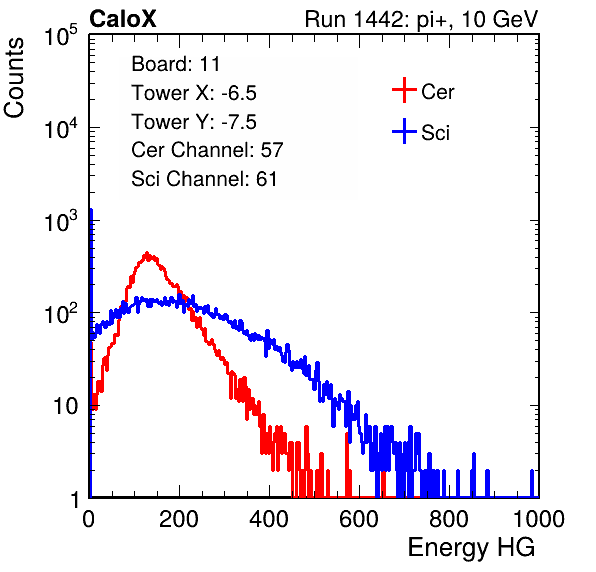 CaloX Run 1442: pi+, 10 GeV
Counts
Board: 11
Tower X: -6.5
Tower Y: -7.5
Cer Channel: 57
Sci Channel: 61
Cer
Sci
10^5
10^4
10^3
10^2
10
1
0 200 400 600 800 1000
Energy HG